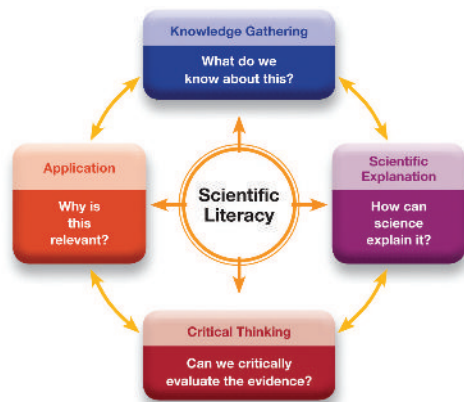 Knowledge Gathering
What do we
know about this?
Application
Why is
this
relevant?
Scientific
Literacy
Scientific
Explanation
How can
science
explain it?
Critical Thinking
Can we critically
evaluate the evidence?